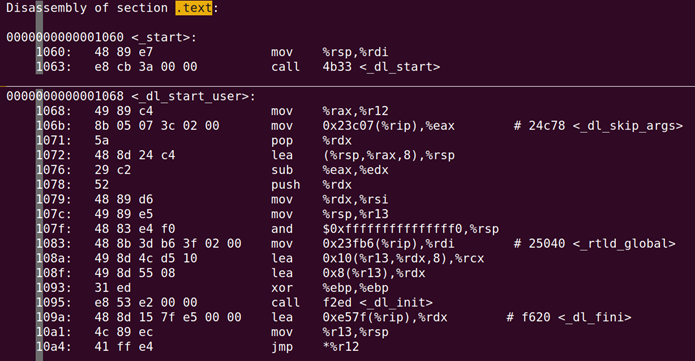 Disassembly of section .text:
0000000000001060 <_start>:
1060: 48 89 e7 mov %rsp,%rdi
1063: e8 cb 3a 00 00 call 4b33 <_dl_start>
0000000000001068 <_dl_start_user>:
1068: 49 89 c4 mov %rax,%r12
106b: 8b 05 07 3c 02 00 mov 0x23c07(%rip),%eax # 24c78 <_dl_skip_args>
1071: 5a pop %rdx
1072: 48 8d 24 c4 lea (%rsp,%rax,8),%rsp
1076: 29 c2 sub %eax,%edx
1078: 52 push %rdx
1079: 48 89 d6 mov %rdx,%rsi
107c: 49 89 e5 mov %rsp,%r13
107f: 48 83 e4 f0 and $0xfffffffffffffff0,%rsp
1083: 48 8b 3d b6 3f 02 00 mov 0x23fb6(%rip),%rdi # 25040 <_rtld_global>
108a: 49 8d 4c d5 10 lea 0x10(%r13,%rdx,8),%rcx
108f: 49 8d 55 08 lea 0x8(%r13),%rdx
1093: 31 ed xor %ebp,%ebp
1095: e8 53 e2 00 00 call f2ed <_dl_init>
109a: 48 8d 15 7f e5 00 00 lea 0xe57f(%rip),%rdx # f620 <_dl_fini>
10a1: 4c 89 ec mov %r13,%rsp
10a4: 41 ff e4 jmp *%r12